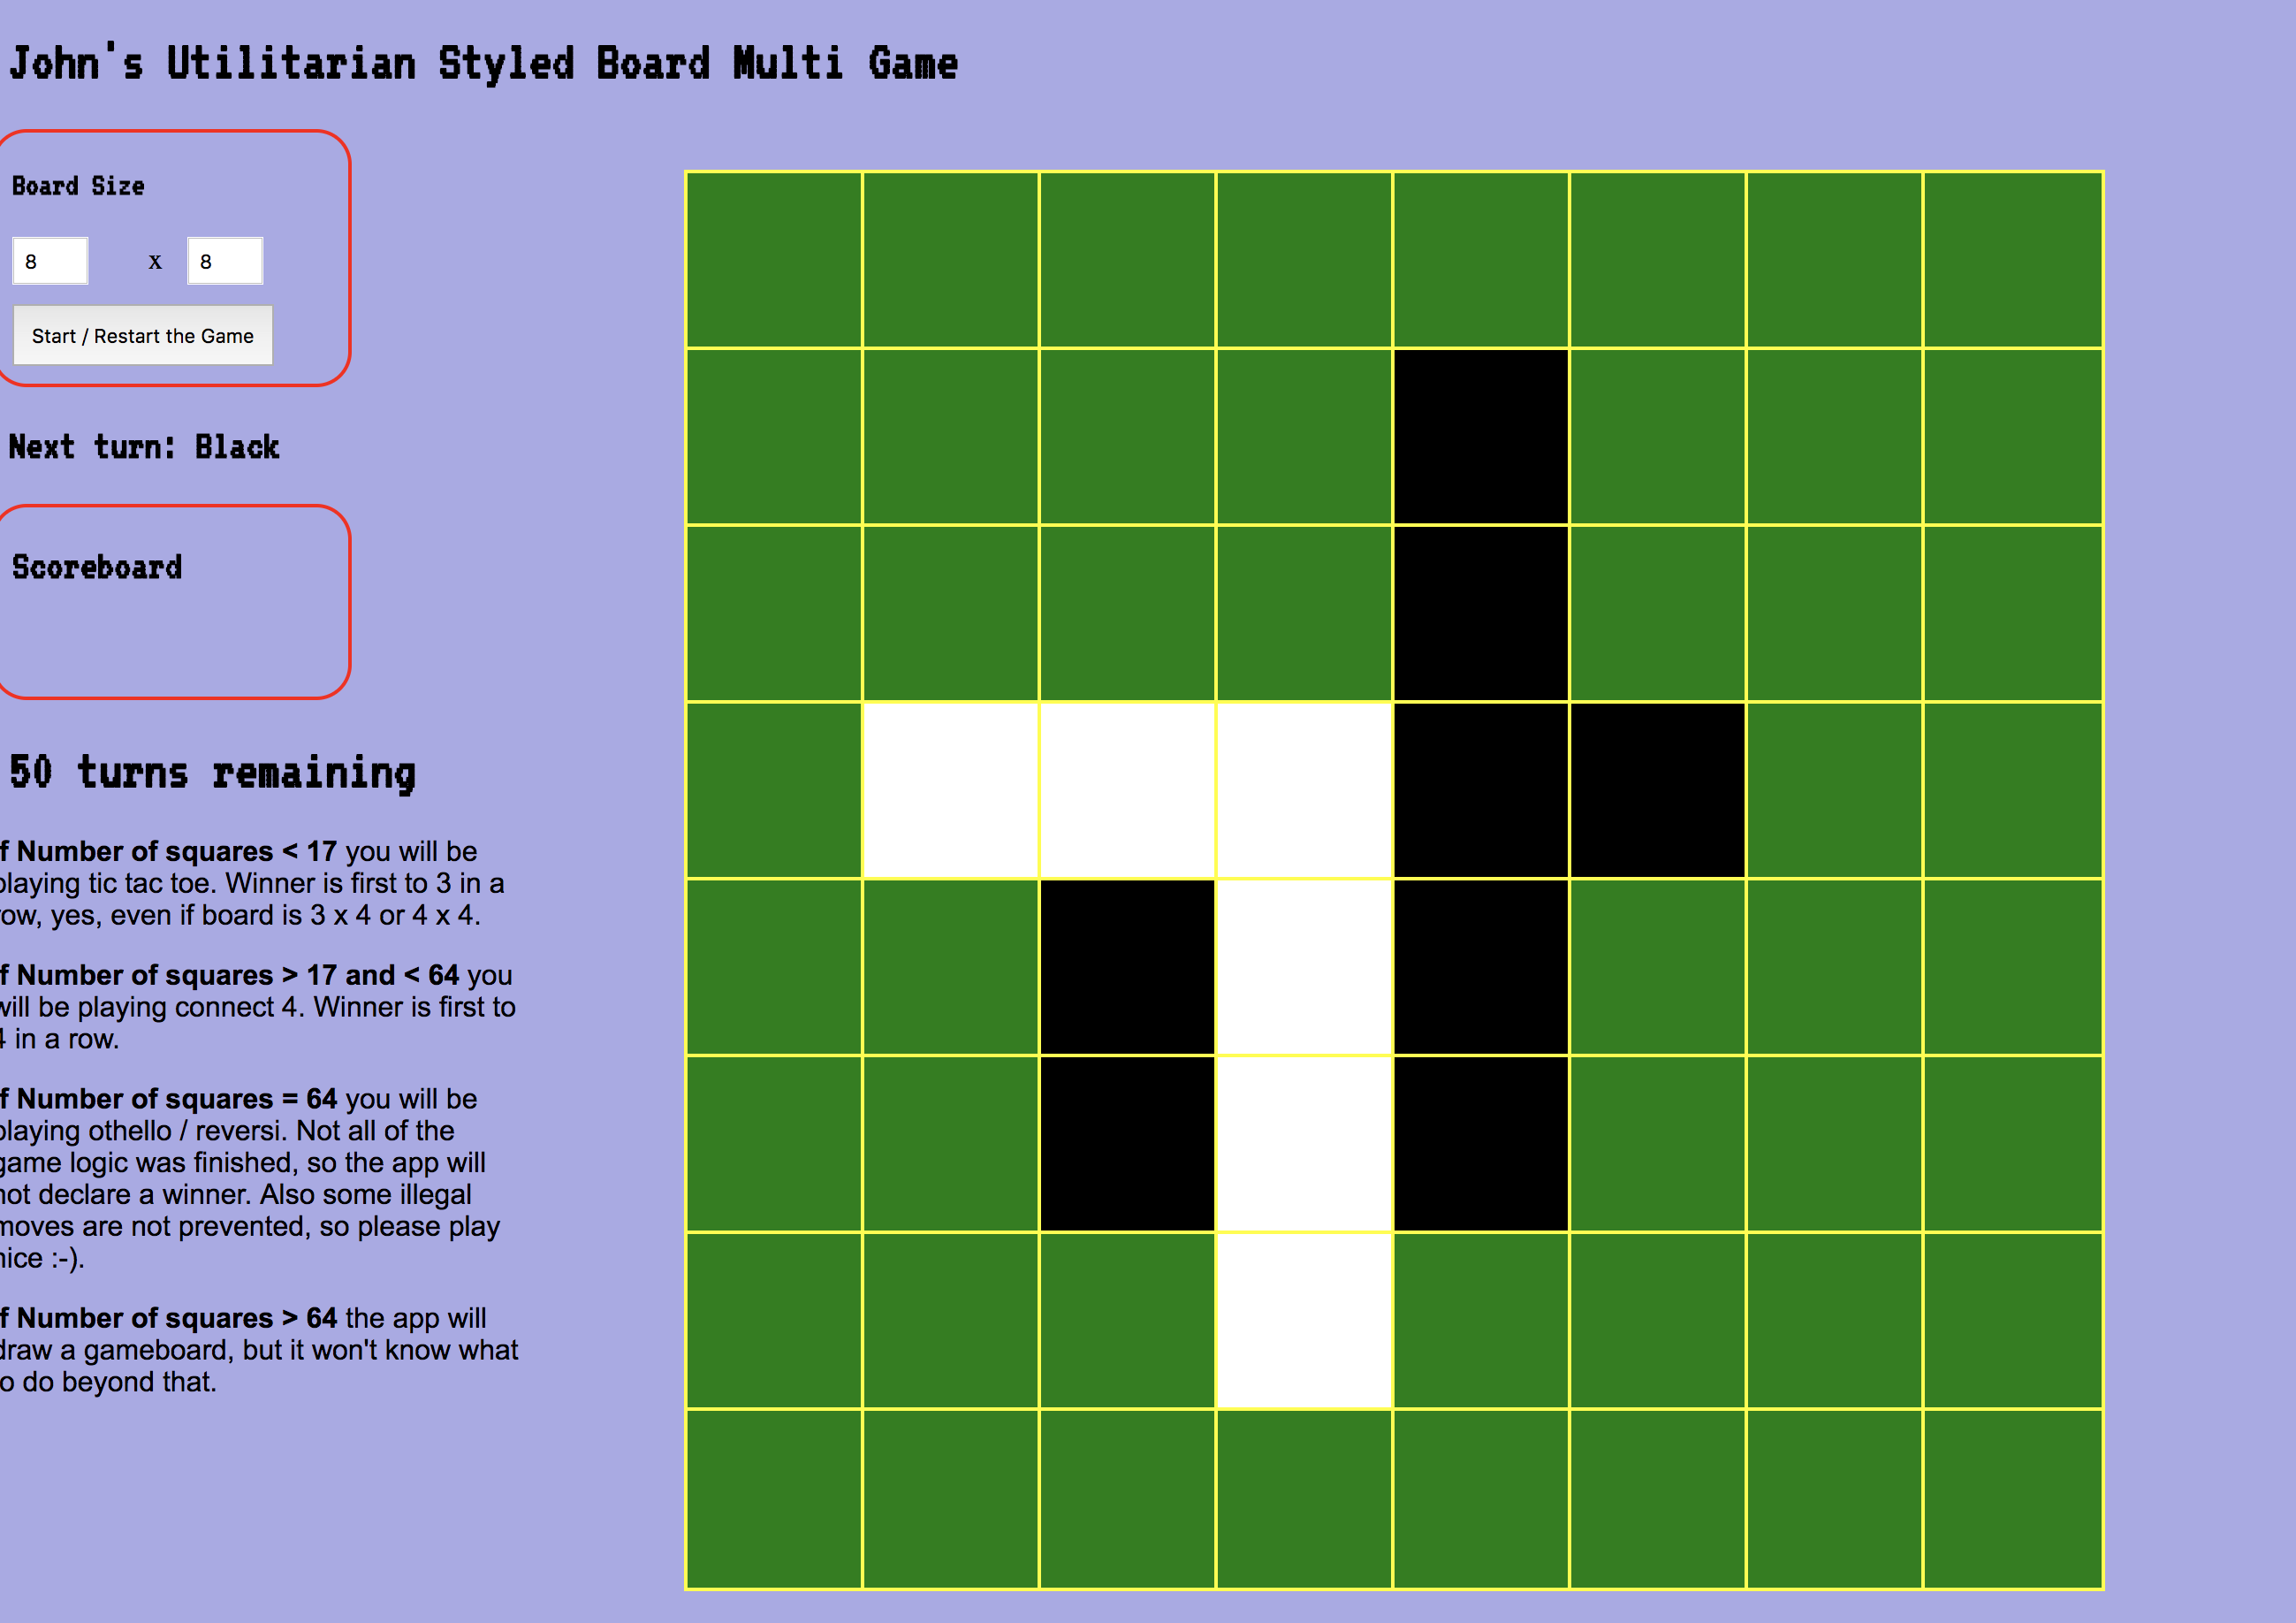 John's Utilitarian Styled Board Multi Game
Board Size
8 x 8
Start / Restart the Game
Next turn: Black
Scoreboard
50 turns remaining
f Number of squares < 17 you will be
playing tic tac toe. Winner is first to 3 in a
row, yes, even if board is 3 x 4 or 4 x 4.
f Number of squares > 17 and < 64 you
will be playing connect 4. Winner is first to
4 in a row.
f Number of squares = 64 you will be
playing othello / reversi. Not all of the
game logic was finished, so the app will
not declare a winner. Also some illegal
moves are not prevented, so please play
nice :-).
f Number of squares > 64 the app will
draw a gameboard, but it won't know what
to do beyond that.